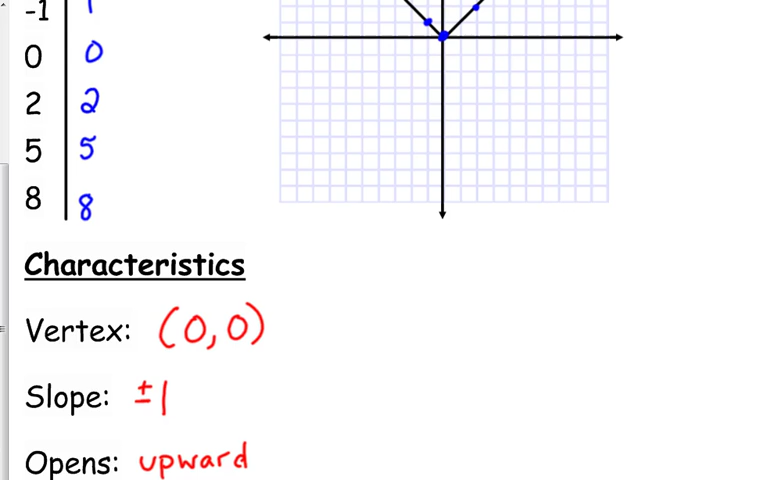 -1 1
0 0
2 2
5 5
8 8
Characteristics
Vertex: (0,0)
Slope: ±1
Opens: upward